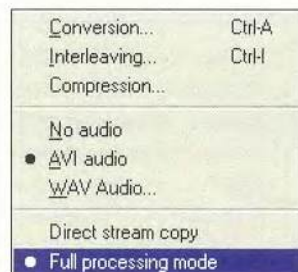 Conversion... Ctrl-A
Interleaving... Ctrl-I
Compression...
No audio
AVI audio
WAV Audio...
Direct stream copy
Full processing mode